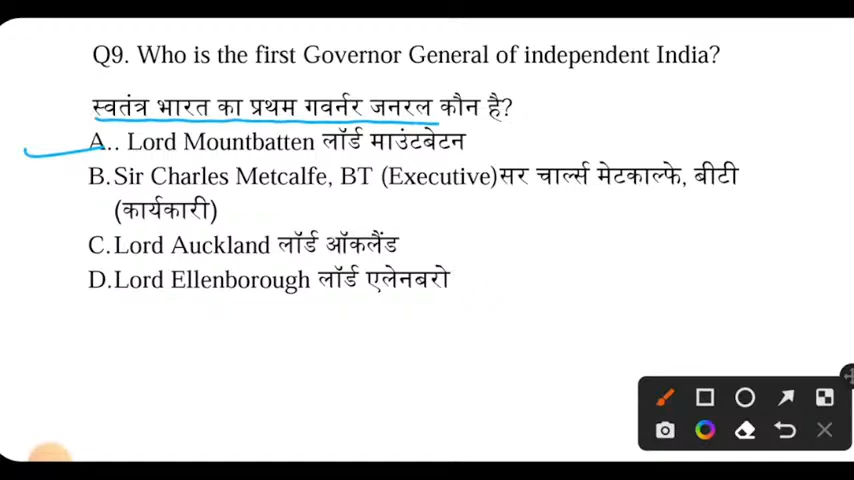 Q9. Who is the first Governor General of independent India?
स्वतंत्र भारत का प्रथम गवर्नर जनरल कौन है?
A.. Lord Mountbatten लॉर्ड माउंटबेटन
B. Sir Charles Metcalfe, BT (Executive)सर चार्ल्स मेटकाल्फे, बीटी
(कार्यकारी)
C. Lord Auckland लॉर्ड ऑकलैंड
D. Lord Ellenborough लॉर्ड एलेनबरो